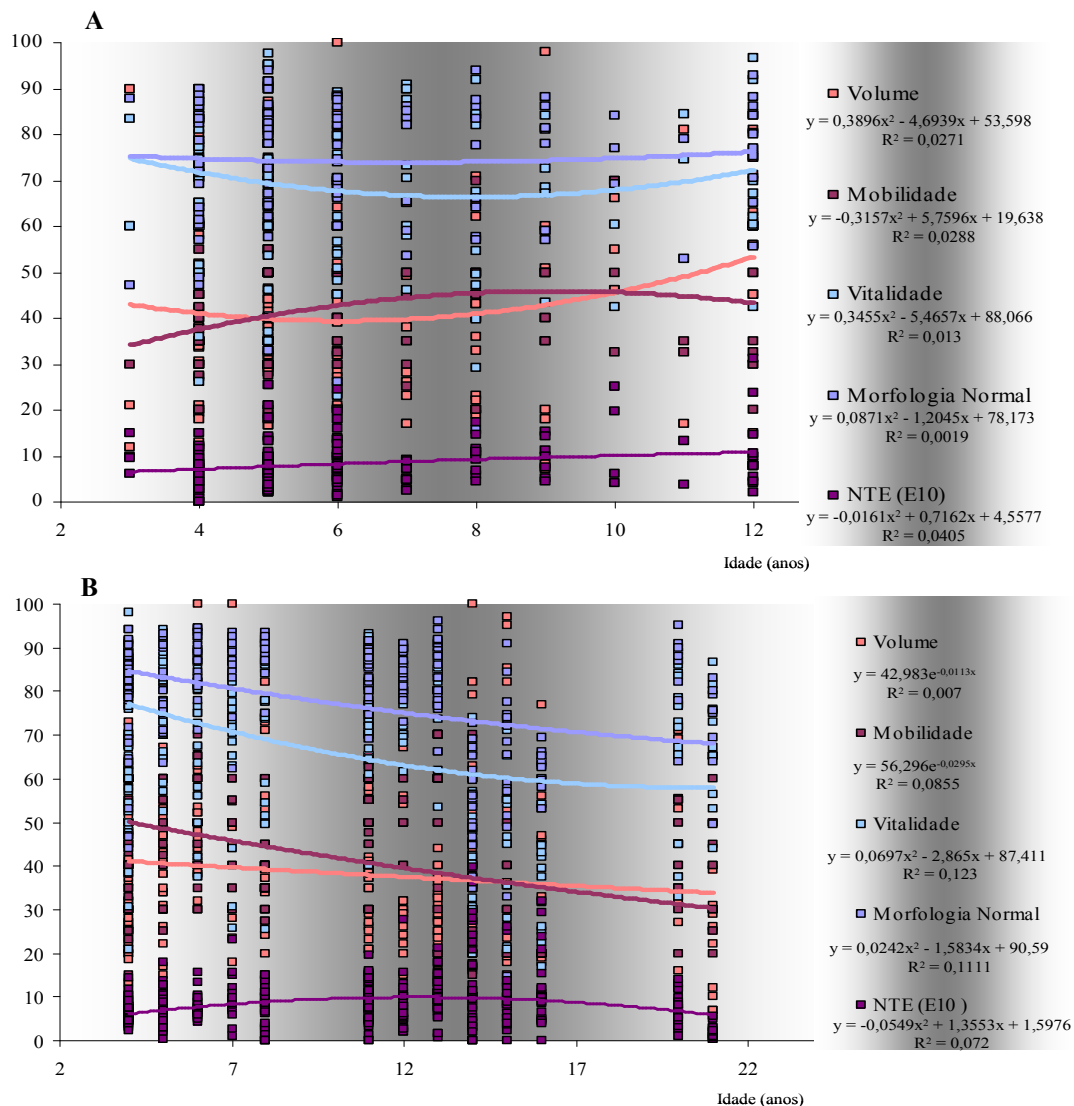 A
100
90
80
70
60
50
40
30
20
10
0
2
4
6
8
10
12
Idade (anos)
Volume
y = 0,3896x² - 4,6939x + 53,598
R² = 0,0271
Mobilidade
y = -0,3157x² + 5,7596x + 19,638
R² = 0,0288
Vitalidade
y = 0,3455x² - 5,4657x + 88,066
R² = 0,013
Morfologia Normal
y = 0,0871x² - 1,2045x + 78,173
R² = 0,0019
NTE (E10)
y = -0,0161x² + 0,7162x + 4,5577
R² = 0,0405
B
100
90
80
70
60
50
40
30
20
10
0
2
7
12
17
22
Idade (anos)
Volume
y = 42,983e^-0,0113x
R² = 0,007
Mobilidade
y = 56,296e^-0,0295x
R² = 0,0855
Vitalidade
y = 0,0697x² - 2,865x + 87,411
R² = 0,123
Morfologia Normal
y = 0,0242x² - 1,5834x + 90,59
R² = 0,1111
NTE (E10 )
y = -0,0549x² + 1,3553x + 1,5976
R² = 0,072